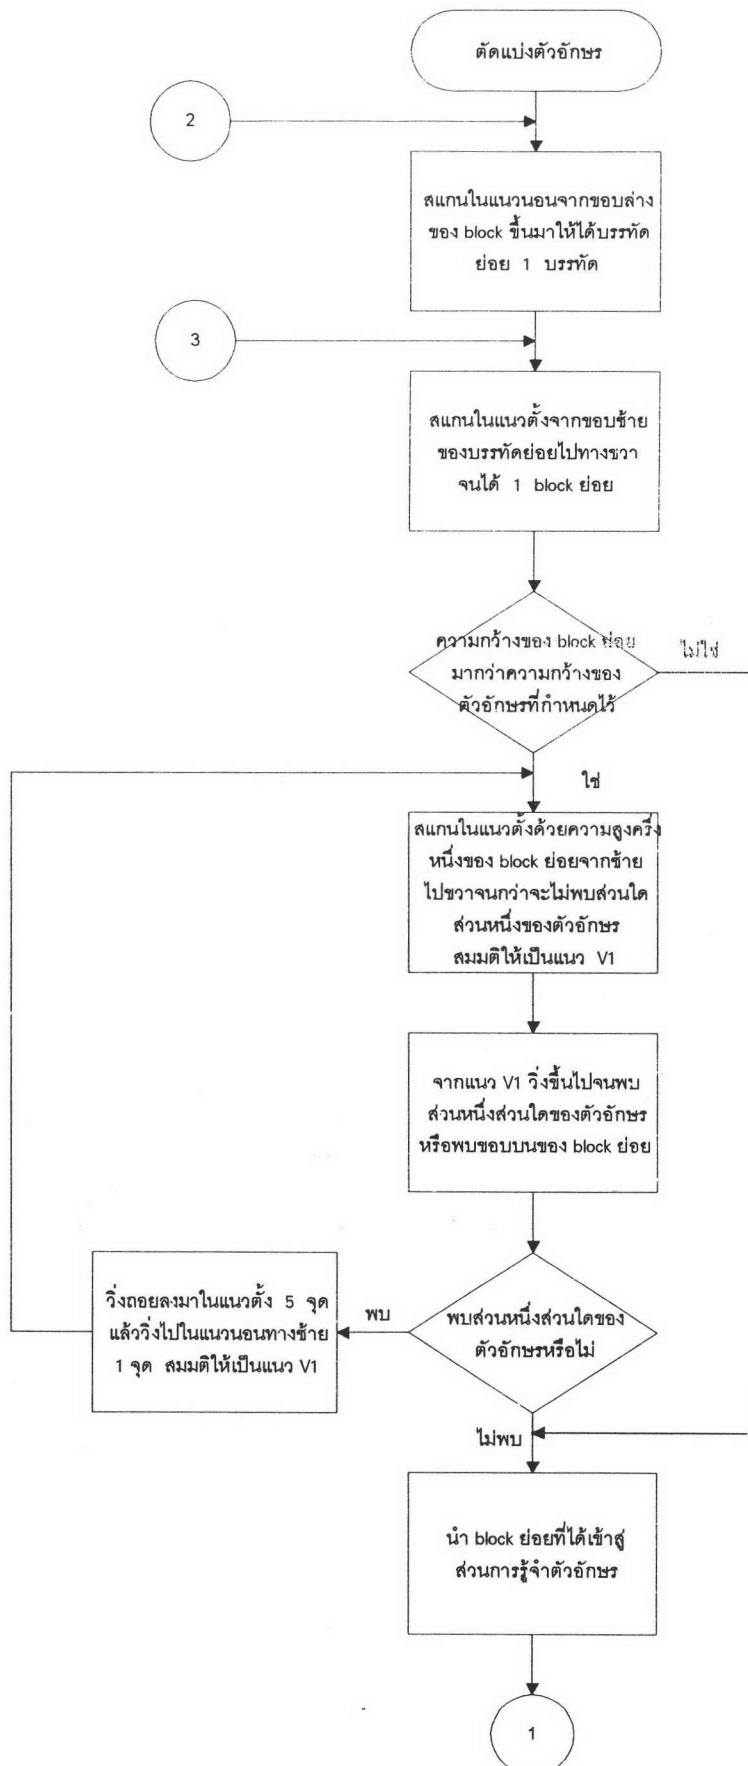 ตัดแบ่งตัวอักษร
2
สแกนในแนวนอนจากขอบล่าง
ของ block ขึ้นมาให้ได้บรรทัด
ย่อย 1 บรรทัด
3
สแกนในแนวตั้งจากขอบซ้าย
ของบรรทัดย่อยไปทางขวา
จนได้ 1 block ย่อย
ความกว้างของ block ย่อย
มากว่าความกว้างของ
ตัวอักษรที่กำหนดไว้
ไม่ใช่
ใช่
สแกนในแนวตั้งด้วยความสูงครึ่ง
หนึ่งของ block ย่อยจากซ้าย
ไปขวาจนกว่าจะไม่พบส่วนใด
ส่วนหนึ่งของตัวอักษร
สมมติให้เป็นแนว V1
จากแนว V1 วิ่งขึ้นไปจนพบ
ส่วนหนึ่งส่วนใดของตัวอักษร
หรือพบขอบบนของ block ย่อย
วิ่งถอยลงมาในแนวตั้ง 5 จุด
แล้ววิ่งไปในแนวนอนทางซ้าย
1 จุด สมมติให้เป็นแนว V1
พบ
พบส่วนหนึ่งส่วนใดของ
ตัวอักษรหรือไม่
ไม่พบ
นำ block ย่อยที่ได้เข้าสู่
ส่วนการรู้จำตัวอักษร
1